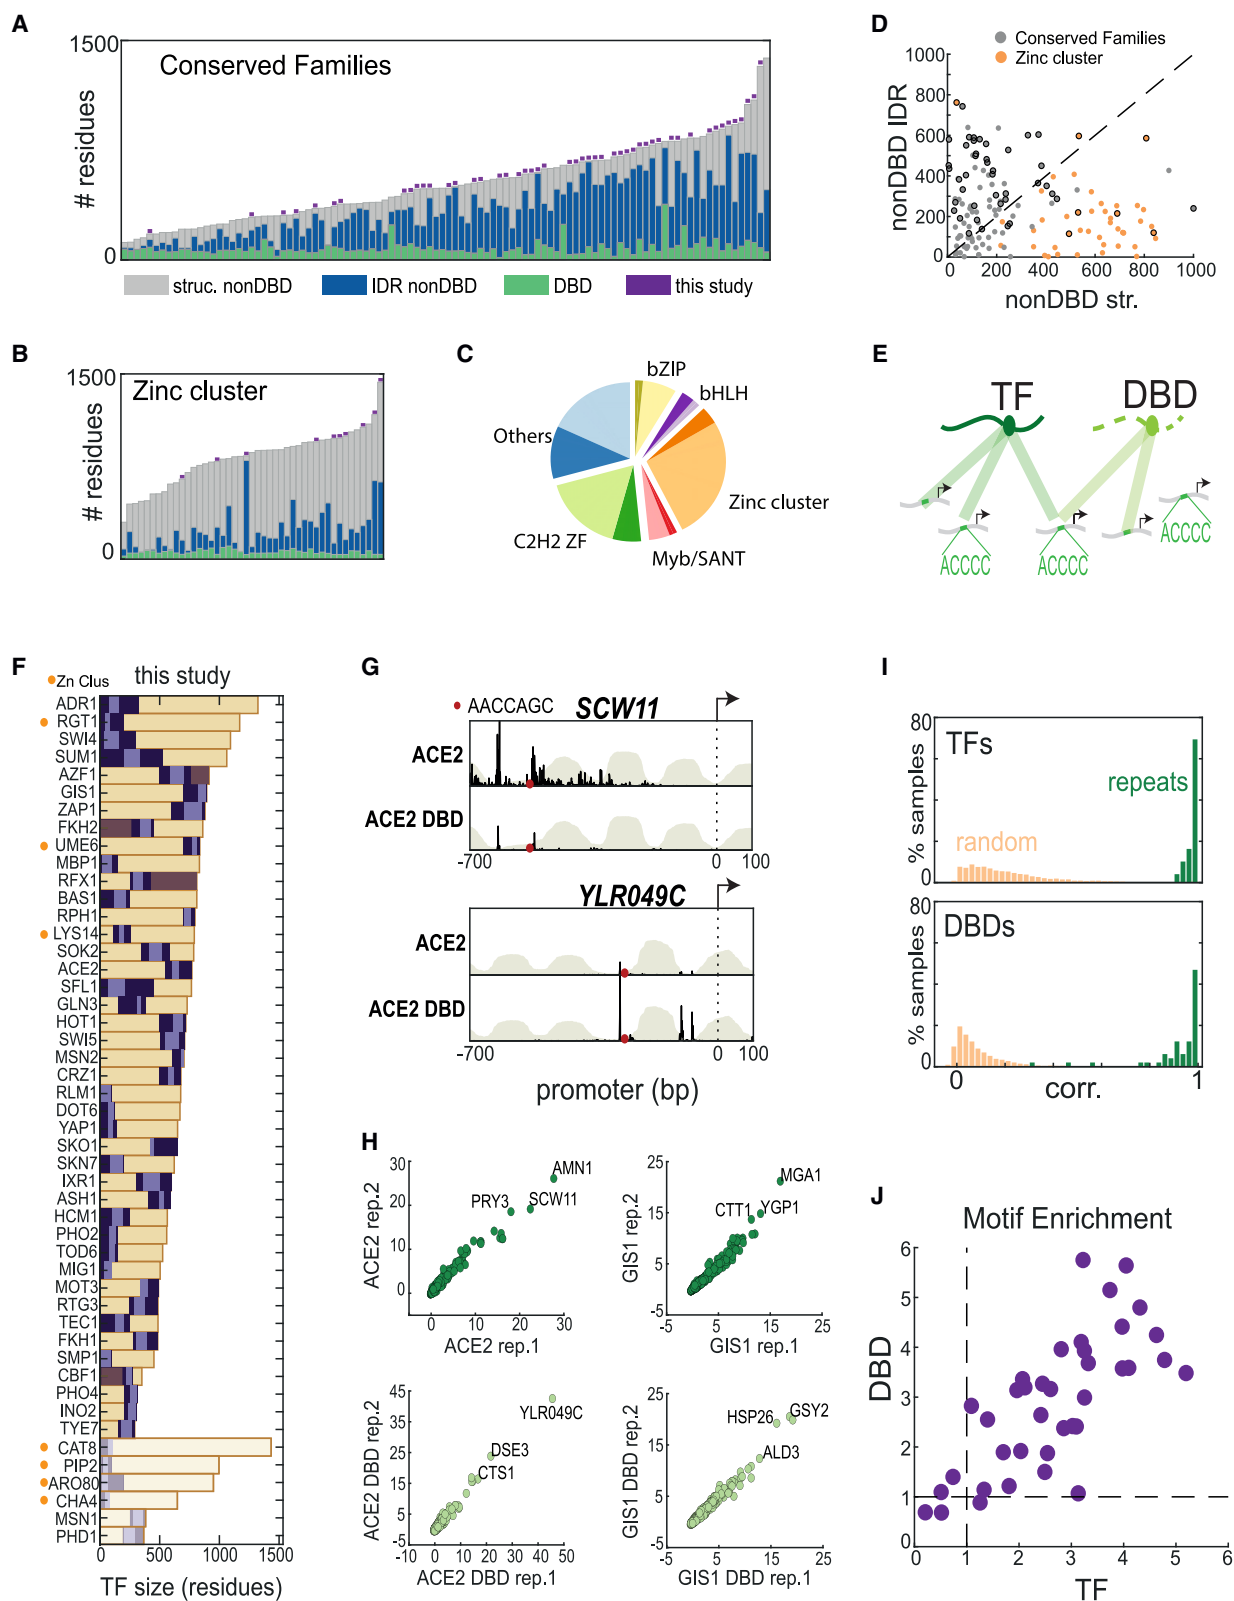 A
1500
Conserved Families
# residues
0
struc. nonDBD
IDR nonDBD
DBD
this study
D
Conserved Families
Zinc cluster
1000
800
600
400
200
0
nonDBD IDR
0 200 400 600 800 1000
nonDBD str.
B
1500
Zinc cluster
# residues
0
C
bZIP
bHLH
Others
Zinc cluster
C2H2 ZF
Myb/SANT
E
TF
DBD
ACCCC
ACCCC
ACCCC
F
Zn Clus
this study
ADR1
RGT1
SWI4
SUM1
AZF1
GIS1
ZAP1
FKH2
UME6
MBP1
RFX1
BAS1
RPH1
LYS14
SOK2
ACE2
SFL1
GLN3
HOT1
SWI5
MSN2
CRZ1
RLM1
DOT6
YAP1
SKO1
SKN7
IXR1
ASH1
HCM1
PHO2
TOD6
MIG1
MOT3
RTG3
TEC1
FKH1
SMP1
CBF1
PHO4
INO2
TYE7
CAT8
PIP2
ARO80
CHA4
MSN1
PHD1
0 500 1000 1500
TF size (residues)
G
AACCAGC
SCW11
ACE2
ACE2 DBD
-700 0 100
YLR049C
ACE2
ACE2 DBD
-700 0 100
promoter (bp)
H
30
20
10
0
ACE2 rep.2
AMN1
PRY3
SCW11
0 10 20 30
ACE2 rep.1
25
15
5
-5
GIS1 rep.2
MGA1
CTT1
YGP1
-5 5 15 25
GIS1 rep.1
45
35
25
15
5
-5
ACE2 DBD rep.2
YLR049C
DSE3
CTS1
-10 0 10 20 30 40 50
ACE2 DBD rep.1
25
15
5
-5
GIS1 DBD rep.2
HSP26
GSY2
ALD3
-5 5 15 25
GIS1 DBD rep.1
I
80
60
40
20
0
% samples
TFs
repeats
random
80
60
40
20
0
% samples
DBDs
0 1
corr.
J
Motif Enrichment
6
5
4
3
2
1
0
DBD
0 1 2 3 4 5 6
TF